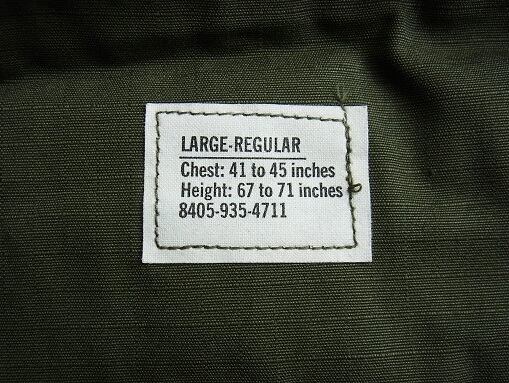 LARGE-REGULAR
Chest: 41 to 45 inches
Height: 67 to 71 inches
8405-935-4711